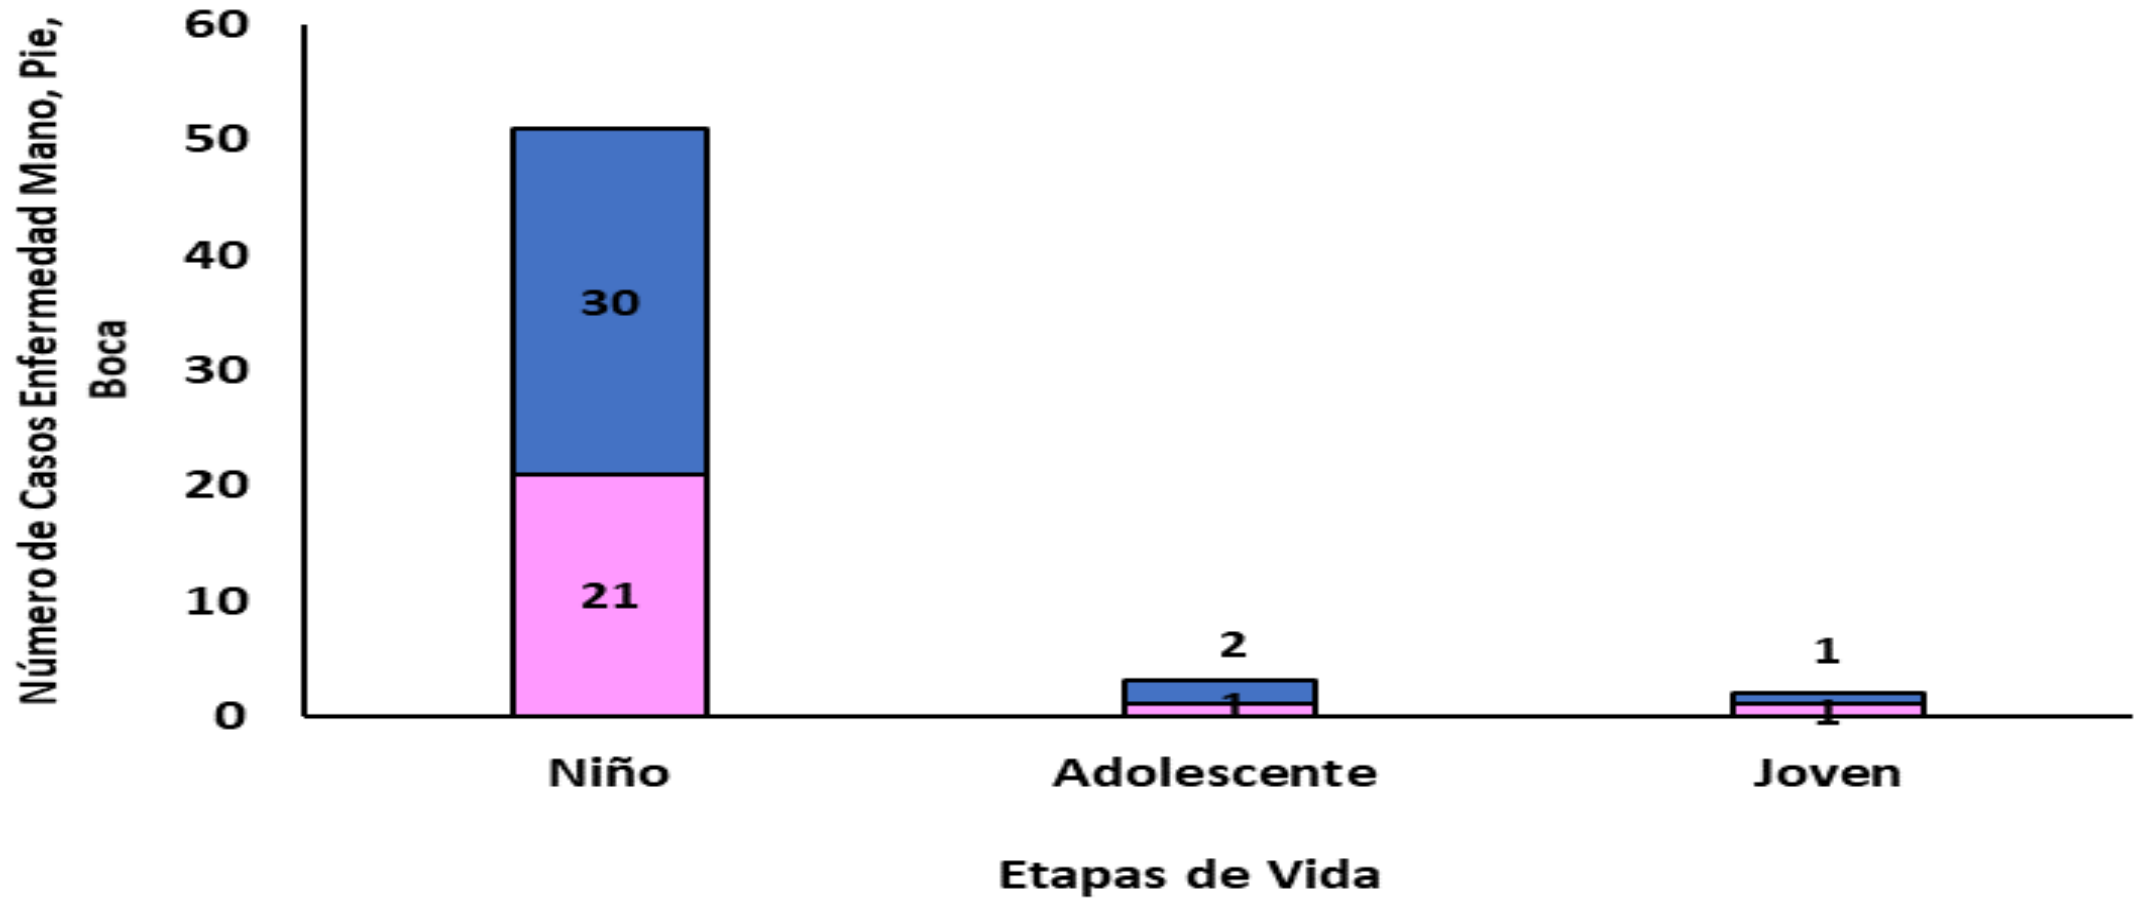 Número de Casos Enfermedad Mano, Pie,
Boca
60
50
40
30
20
10
0
30
21
2
1
1
1
Niño
Adolescente
Joven
Etapas de Vida